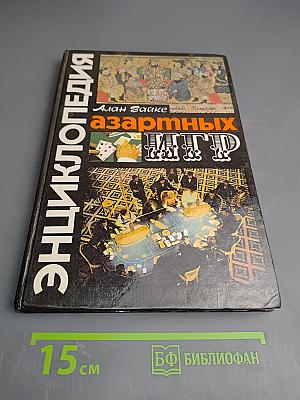 ЭНЦИКЛОПЕДИЯ
Алан Вайкс
азартных
ИГР
15 см
БФ БИБЛИОФАН